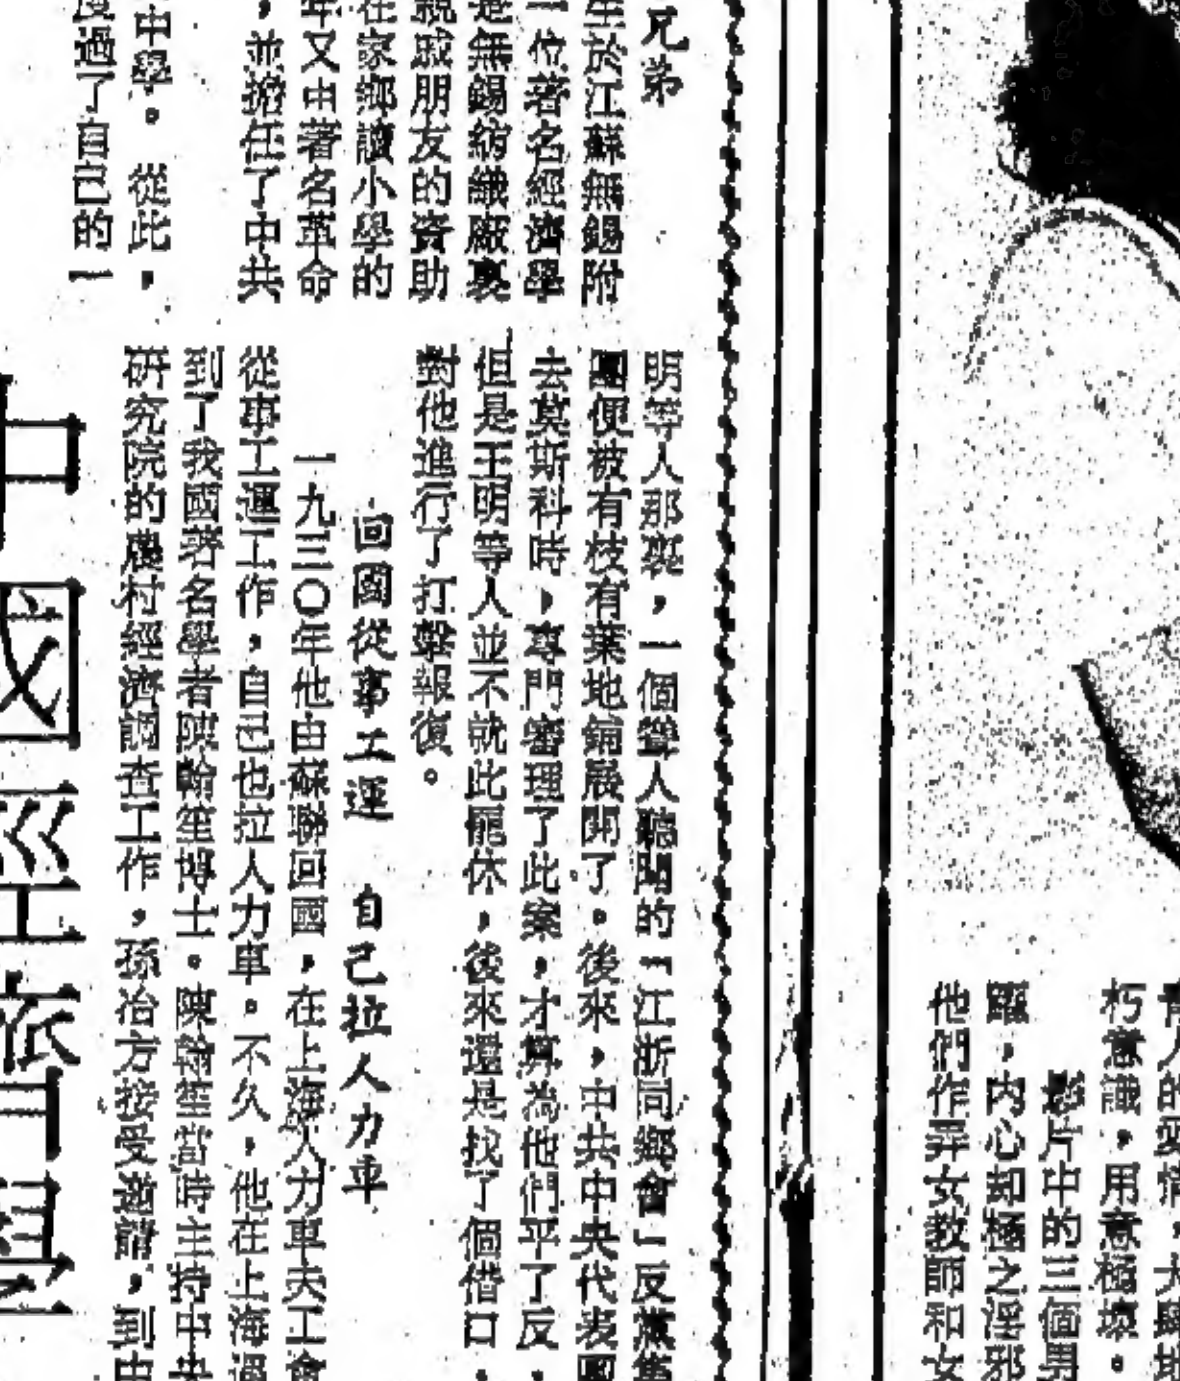 兄弟
生於江蘇無錫附
一位著名經濟學
是無錫紡織廠裏
親戚朋友的資助
在家鄉讀小學的
年又由著名革命
，並擔任了中共
中學。從此，
度過了自己的一
明等人那裏，一個聳人聽聞的「江浙同鄉會」反黨集
團便被有枝有葉地鋪展開了。後來，中共中央代表團
去莫斯科時，專門審理了此案，才算為他們平了反，
但是王明等人並不就此罷休，後來還是找了個借口，
對他進行了打擊報復。
回國從事工運　自己拉人力車
一九三〇年他由蘇聯回國，在上海人力車夫工會
從事工運工作，自己也拉人力車。不久，他在上海遇
到了我國著名學者陳翰笙博士。陳翰笙當時主持中央
研究院的農村經濟調查工作，孫冶方接受邀請，到中
中國經濟學
的愛情，大肆地
朽意識，用意極壞。
影片中的三個男
，內心卻極之淫邪
他們作弄女教師和女